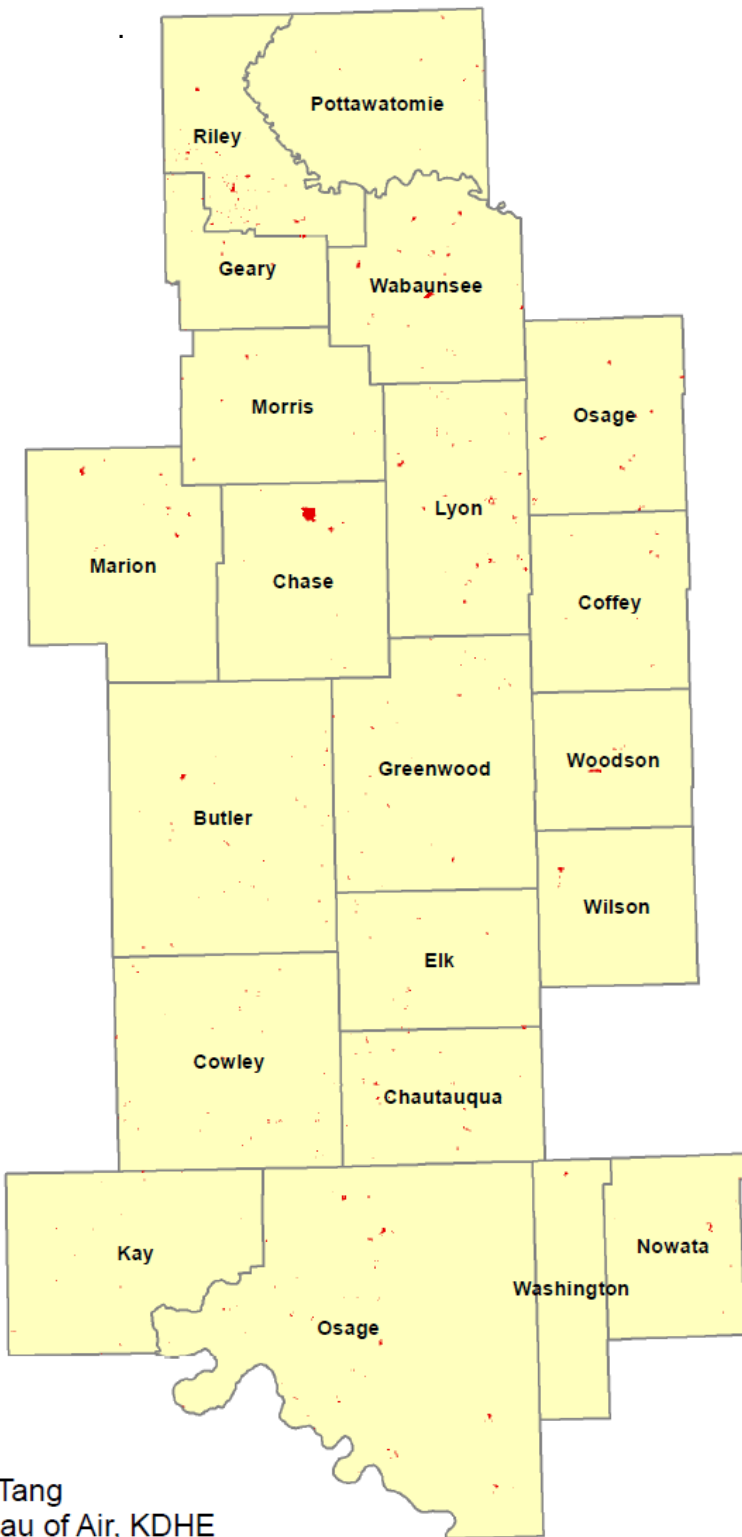 Pottawatomie
Riley
Geary
Wabaunsee
Morris
Osage
Lyon
Marion
Chase
Coffey
Woodson
Greenwood
Butler
Wilson
Elk
Cowley
Chautauqua
Kay
Nowata
Washington
Osage
Tang
au of Air, KDHE